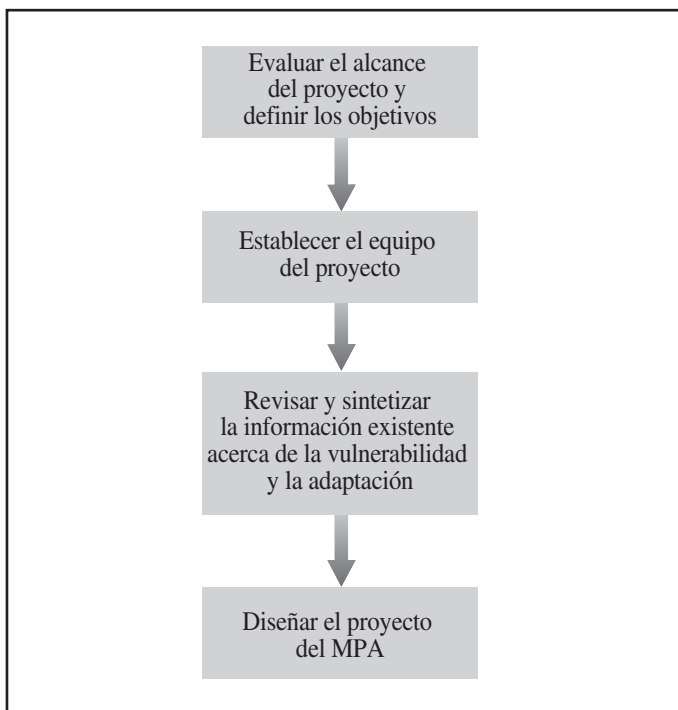 Evaluar el alcance
del proyecto y
definir los objetivos
Establecer el equipo
del proyecto
Revisar y sintetizar
la información existente
acerca de la vulnerabilidad
y la adaptación
Diseñar el proyecto
del MPA